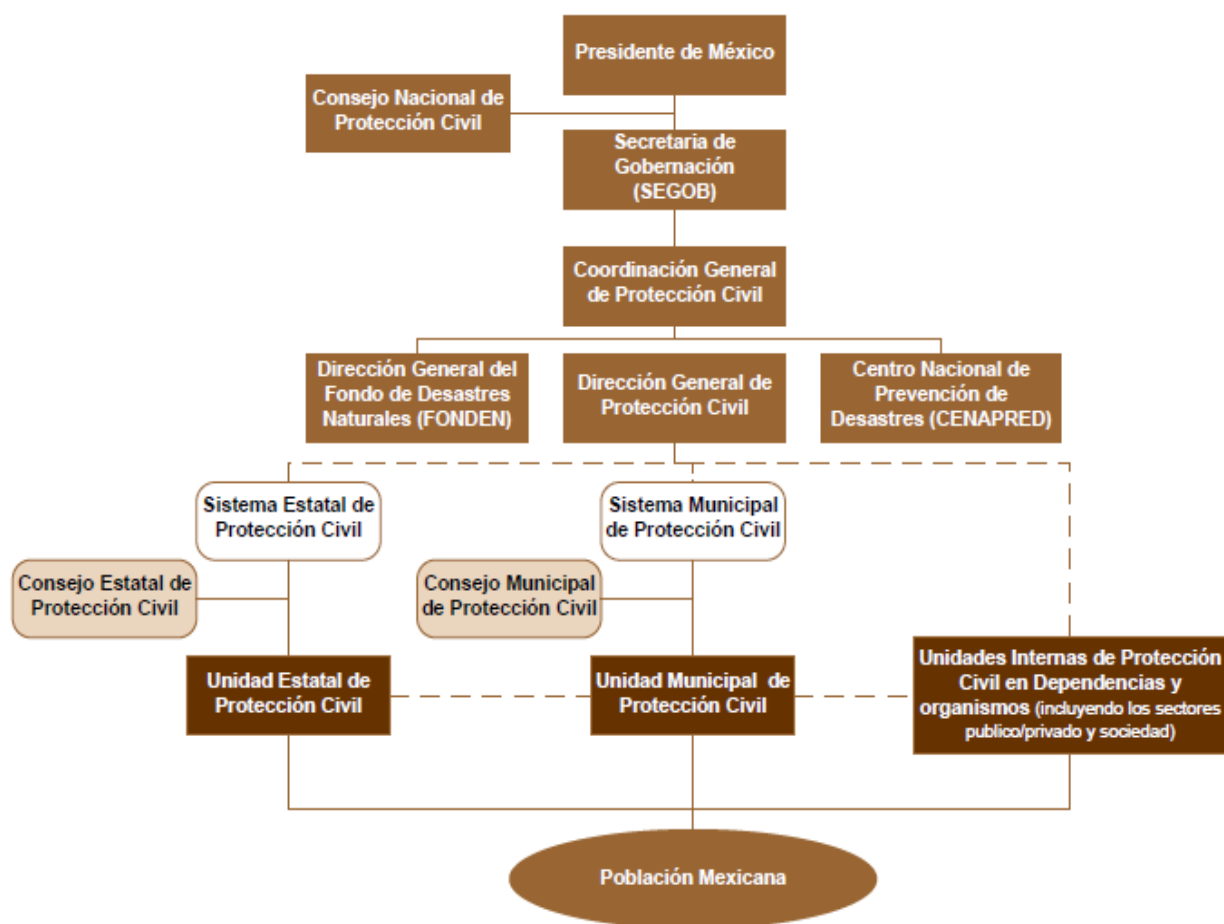 Presidente de México
Consejo Nacional de
Protección Civil
Secretaria de
Gobernación
(SEGOB)
Coordinación General
de Protección Civil
Dirección General del
Fondo de Desastres
Naturales (FONDEN)
Dirección General de
Protección Civil
Centro Nacional de
Prevención de
Desastres (CENAPRED)
Sistema Estatal de
Protección Civil
Sistema Municipal
de Protección Civil
Consejo Estatal de
Protección Civil
Consejo Municipal
de Protección Civil
Unidad Estatal de
Protección Civil
Unidad Municipal de
Protección Civil
Unidades Internas de Protección
Civil en Dependencias y
organismos (incluyendo los sectores
publico/privado y sociedad)
Población Mexicana